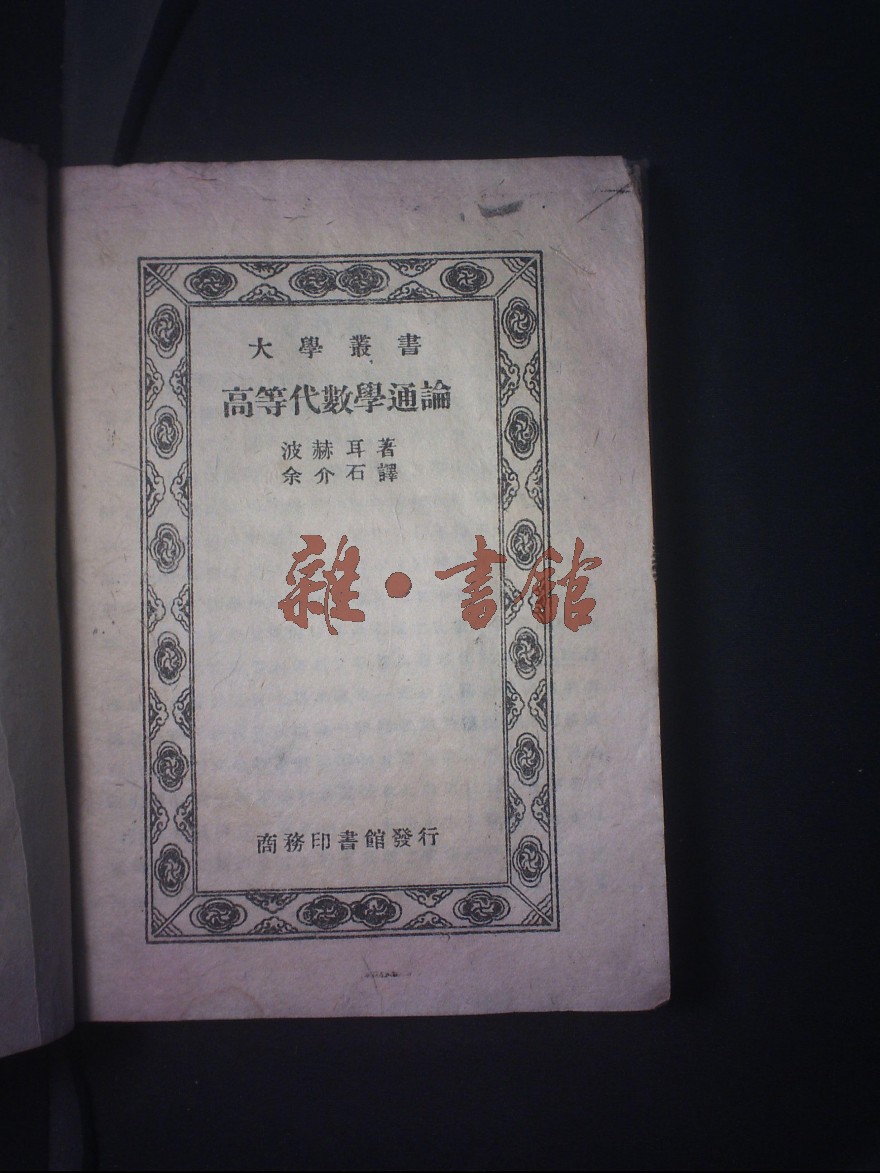 大學叢書
高等代數學通論
波赫耳著
余介石譯
雜·書館
商務印書館發行